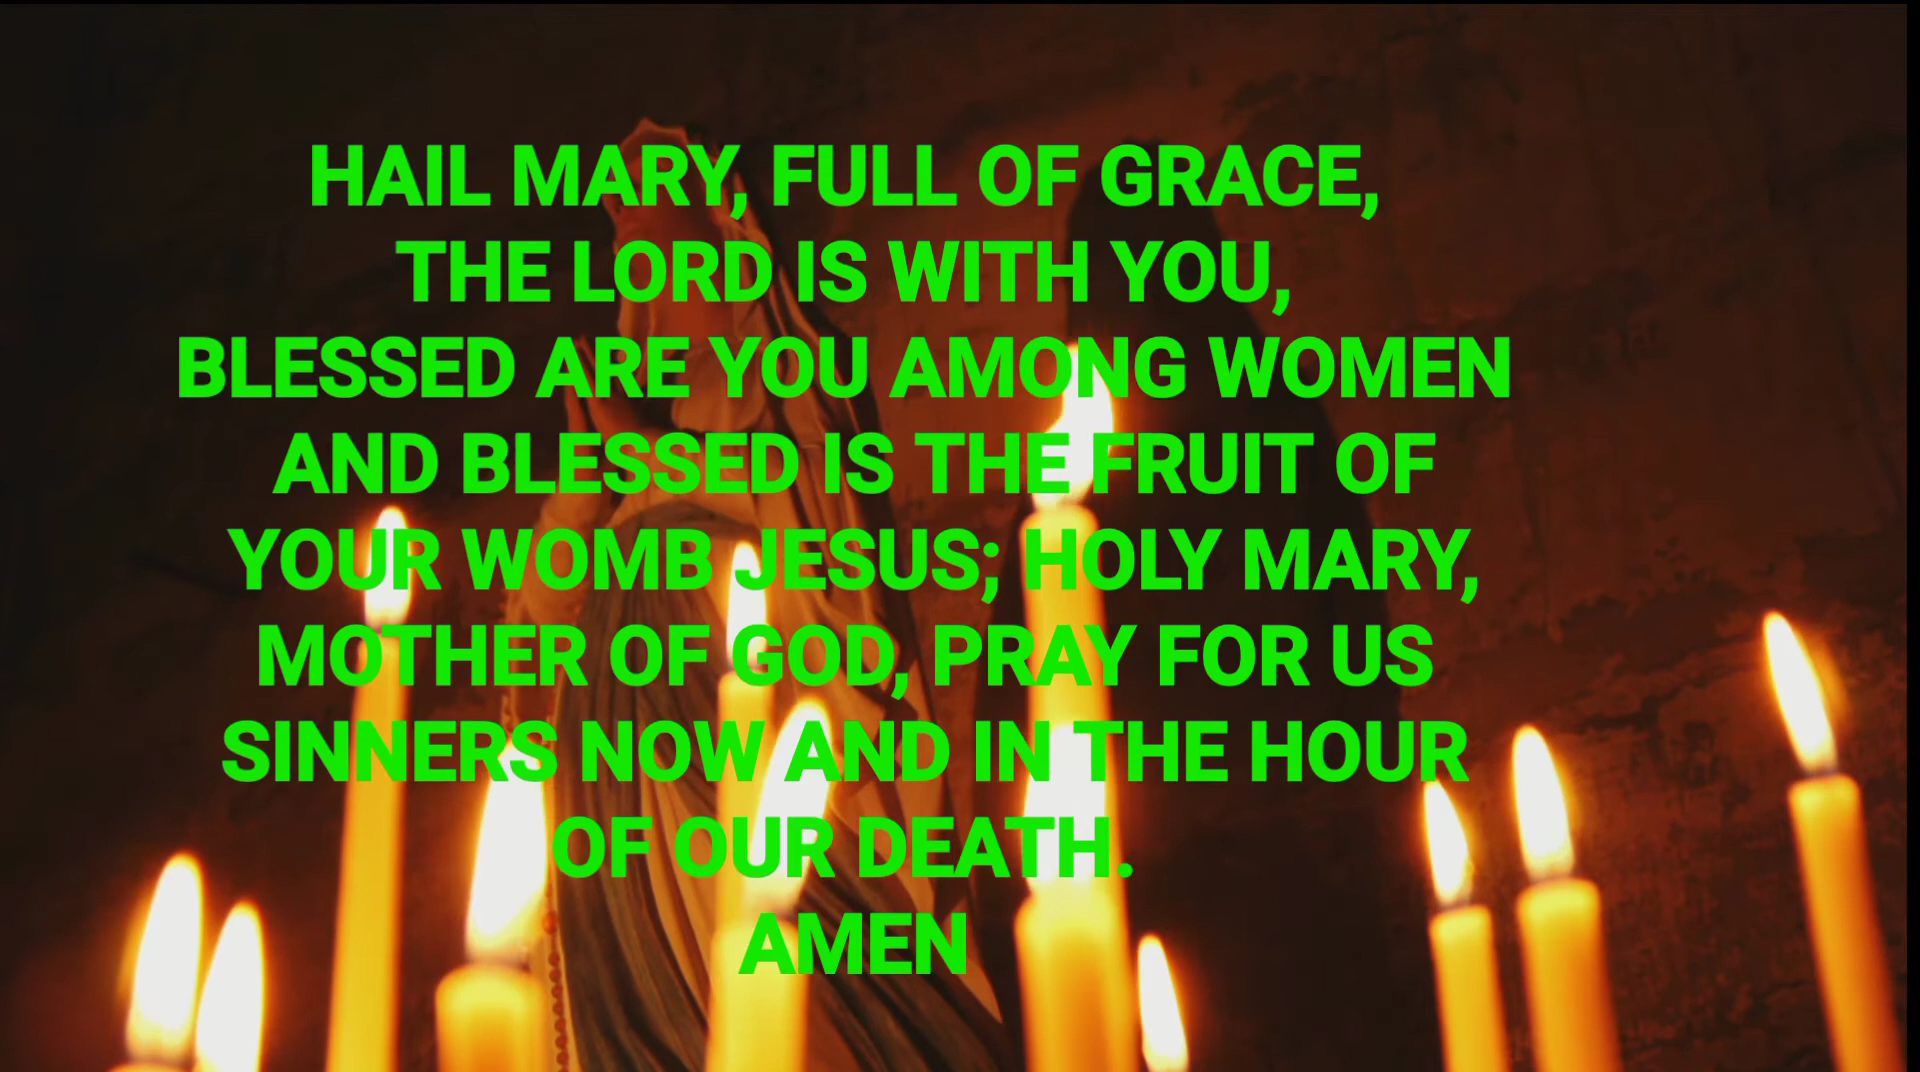 HAIL MARY, FULL OF GRACE,
THE LORD IS WITH YOU,
BLESSED ARE YOU AMONG WOMEN
AND BLESSED IS THE FRUIT OF
YOUR WOMB JESUS; HOLY MARY,
MOTHER OF GOD, PRAY FOR US
SINNERS NOW AND IN THE HOUR
OF OUR DEATH.
AMEN